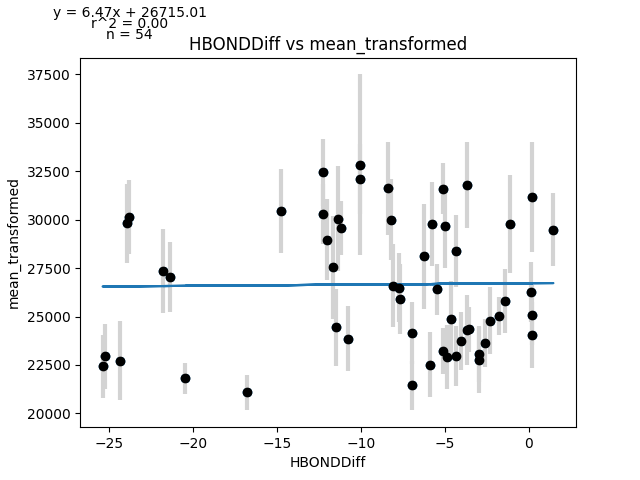 y = 6.47x + 26715.01
r^2 = 0.00
n = 54
HBONDDiff vs mean_transformed
37500
35000
32500
30000
27500
25000
22500
20000
mean_transformed
−25
−20
−15
−10
−5
0
HBONDDiff